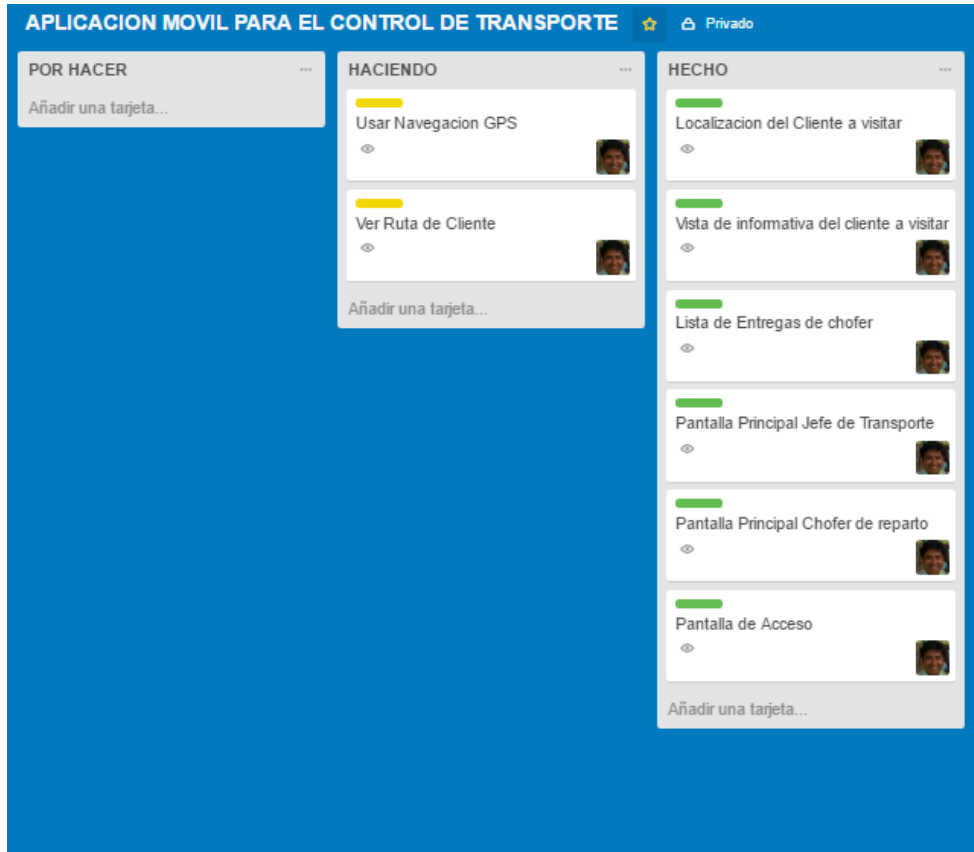 APLICACION MOVIL PARA EL CONTROL DE TRANSPORTE Privado
POR HACER
Añadir una tarjeta...
HACIENDO
Usar Navegacion GPS
Ver Ruta de Cliente
Añadir una tarjeta...
HECHO
Localizacion del Cliente a visitar
Vista de informativa del cliente a visitar
Lista de Entregas de chofer
Pantalla Principal Jefe de Transporte
Pantalla Principal Chofer de reparto
Pantalla de Acceso
Añadir una tarjeta...